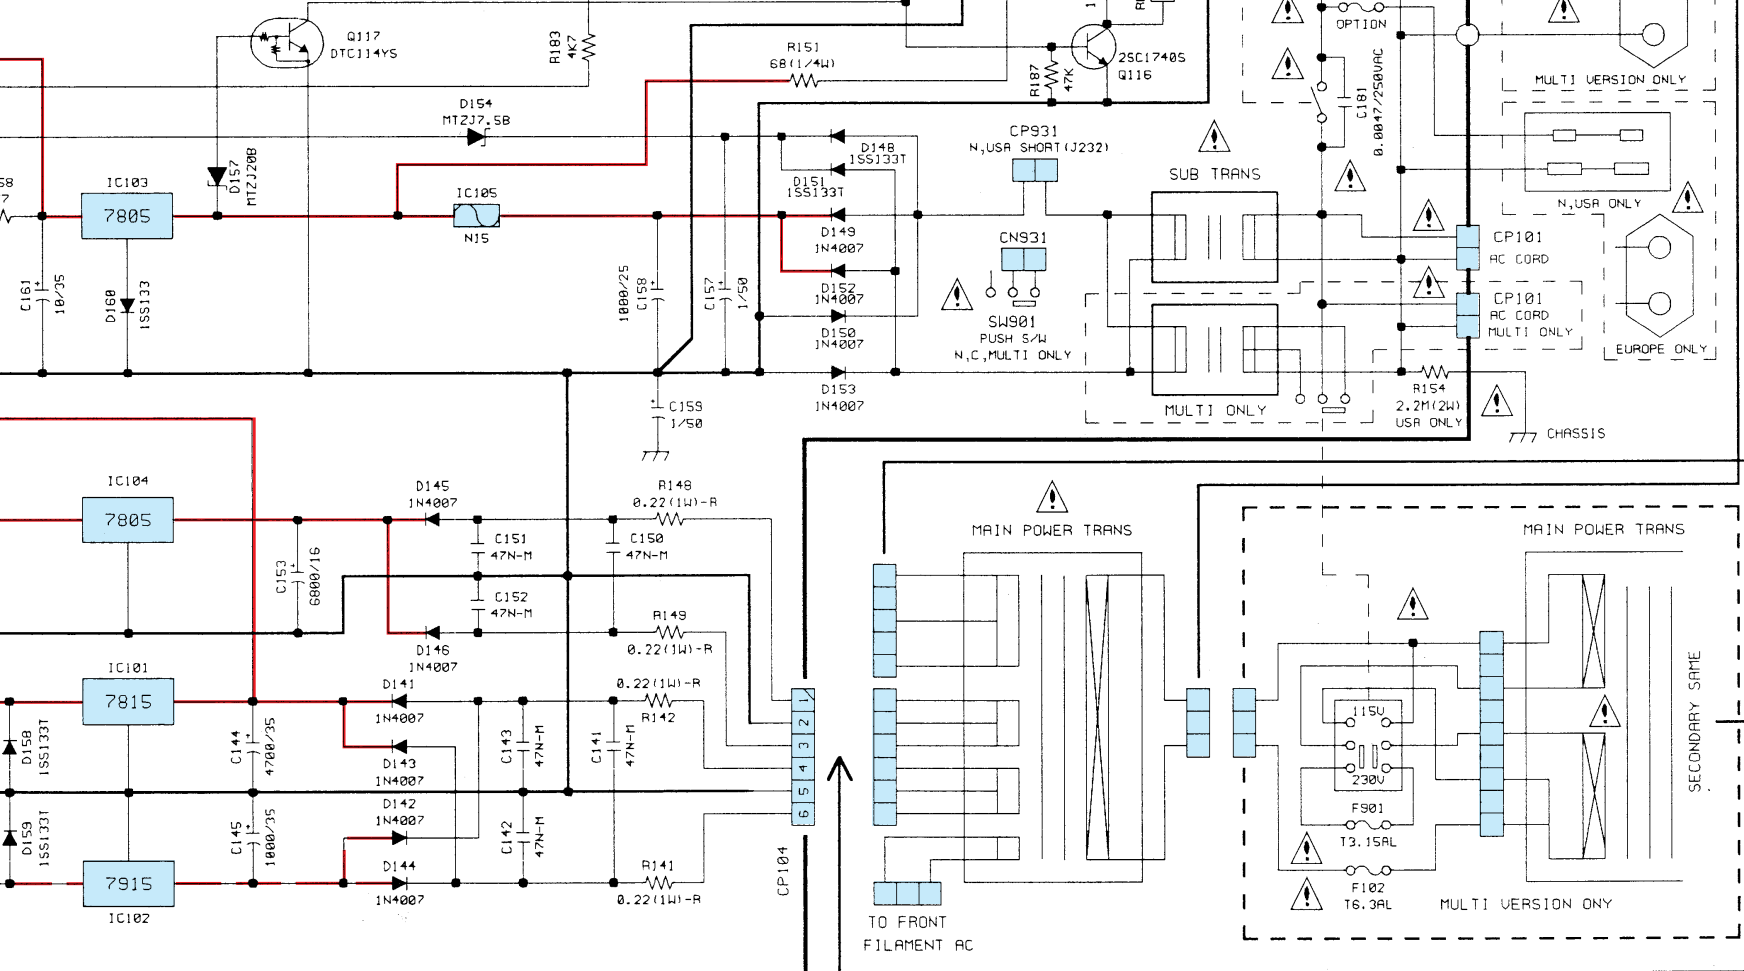 Q117
DTC114YS
R183
4K7
R151
68(1/4W)
R187
47K
2SC1740S
Q116
OPTION
C181
0.0047/250VAC
MULTI VERSION ONLY
D154
MTZJ7.5B
D157
MTZJ20B
D148
1SS133T
D151
1SS133T
CP931
N,USA SHORT(J232)
SUB TRANS
N,USA ONLY
IC103
7805
IC105
N15
D149
1N4007
CN931
CP101
AC CORD
C161
10/35
D160
1SS133
1000/25
C158
C157
1/50
D152
1N4007
D150
1N4007
SW901
PUSH S/W
N,C,MULTI ONLY
CP101
AC CORD
MULTI ONLY
EUROPE ONLY
D153
1N4007
MULTI ONLY
R154
2.2M(2W)
USA ONLY
CHASSIS
C159
1/50
IC104
7805
D145
1N4007
R148
0.22(1W)-R
MAIN POWER TRANS
MAIN POWER TRANS
C153
6800/16
C151
47N-M
C150
47N-M
C152
47N-M
R149
0.22(1W)-R
D146
1N4007
IC101
7815
D141
1N4007
0.22(1W)-R
R142
D158
1SS133T
C144
4700/35
D143
1N4007
C143
47N-M
C141
47N-M
1
2
3
4
5
6
115V
230V
SECONDARY SAME
D142
1N4007
D159
1SS133T
C145
1000/35
C142
47N-M
F901
T3.15AL
7915
IC102
D144
1N4007
R141
0.22(1W)-R
CP104
F102
T6.3AL
MULTI VERSION ONY
TO FRONT
FILAMENT AC